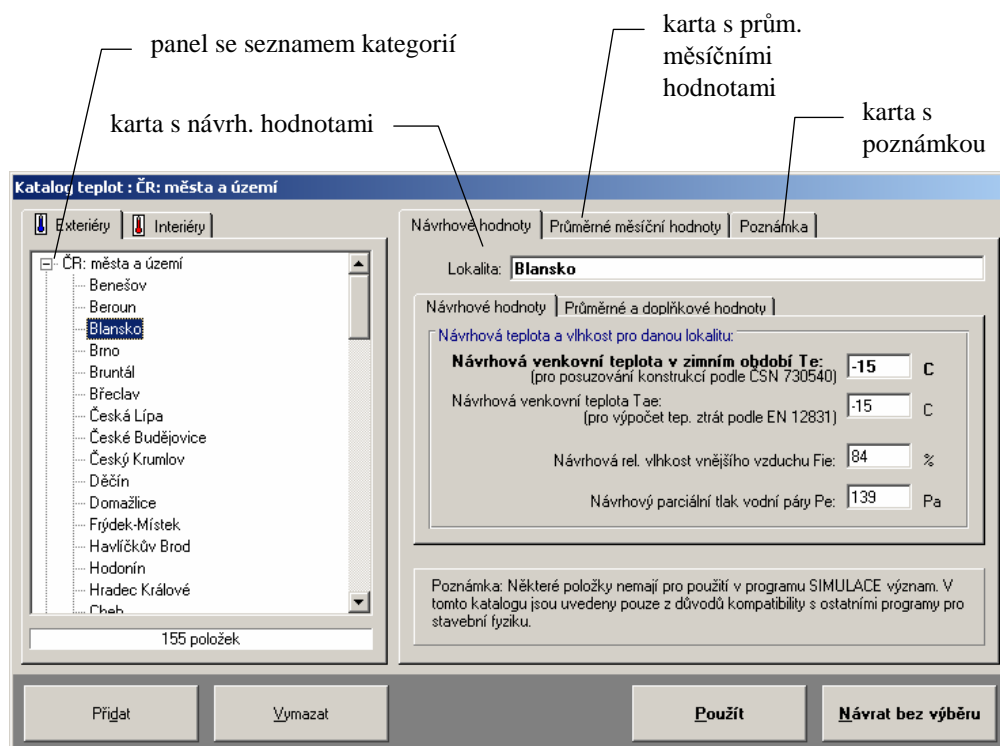 panel se seznamem kategorií
karta s prům.
měsíčními
hodnotami
karta s návrh. hodnotami
karta s
poznámkou
Katalog teplot : ČR: města a území
Exteriéry
Interiéry
ČR: města a území
Benešov
Beroun
Blansko
Brno
Bruntál
Břeclav
Česká Lípa
České Budějovice
Český Krumlov
Děčín
Domažlice
Frýdek-Místek
Havlíčkův Brod
Hodonín
Hradec Králové
Cheb
155 položek
Návrhové hodnoty
Průměrné měsíční hodnoty
Poznámka
Lokalita: Blansko
Návrhové hodnoty
Průměrné a doplňkové hodnoty
Návrhová teplota a vlhkost pro danou lokalitu:
Návrhová venkovní teplota v zimním období Te: -15 C
(pro posuzování konstrukcí podle ČSN 730540)
Návrhová venkovní teplota Tae: -15 C
(pro výpočet tep. ztrát podle EN 12831)
Návrhová rel. vlhkost vnějšího vzduchu Fie: 84 %
Návrhový parciální tlak vodní páry Pe: 139 Pa
Poznámka: Některé položky nemají pro použití v programu SIMULACE význam. V
tomto katalogu jsou uvedeny pouze z důvodů kompatibility s ostatními programy pro
stavební fyziku.
Přidat
Vymazat
Použít
Návrat bez výběru